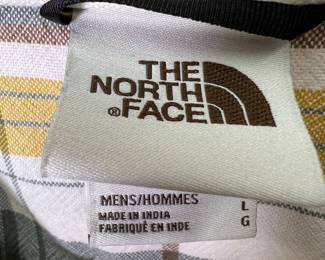 THE
NORTH
®FACE
MENS/HOMMES L
MADE IN INDIA G
FABRIQUÉ EN INDE